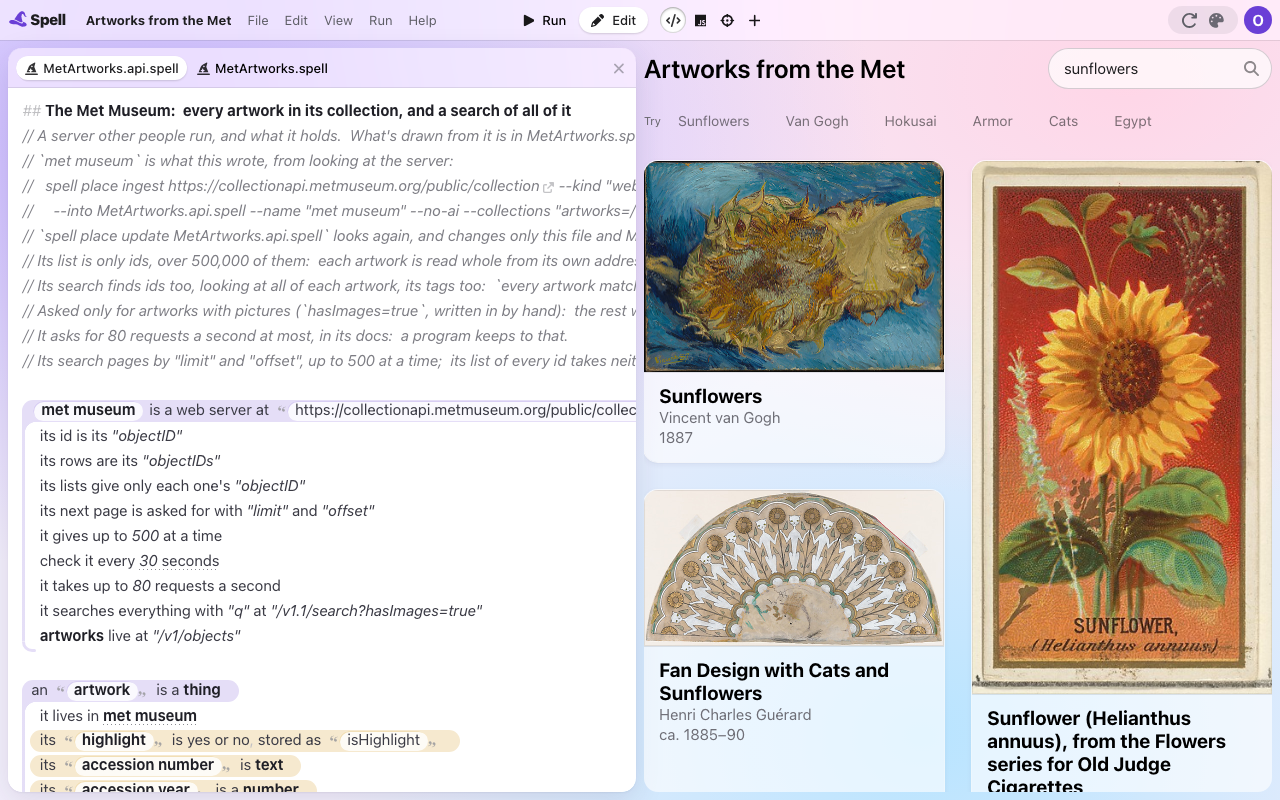 Spell
Artworks from the Met
File
Edit
View
Run
Help
Run
Edit
JS
O
MetArtworks.api.spell
MetArtworks.spell
## The Met Museum:  every artwork in its collection, and a search of all of it
// A server other people run, and what it holds.  What's drawn from it is in MetArtworks.sp
// `met museum` is what this wrote, from looking at the server:
//   spell place ingest https://collectionapi.metmuseum.org/public/collection --kind "web
//     --into MetArtworks.api.spell --name "met museum" --no-ai --collections "artworks=/
// `spell place update MetArtworks.api.spell` looks again, and changes only this file and M
// Its list is only ids, over 500,000 of them:  each artwork is read whole from its own addre
// Its search finds ids too, looking at all of each artwork, its tags too:  `every artwork matc
// Asked only for artworks with pictures (`hasImages=true`, written in by hand):  the rest w
// It asks for 80 requests a second at most, in its docs:  a program keeps to that.
// Its search pages by "limit" and "offset", up to 500 at a time;  its list of every id takes neit
met museum is a web server at “ https://collectionapi.metmuseum.org/public/collec
its id is its "objectID"
its rows are its "objectIDs"
its lists give only each one's "objectID"
its next page is asked for with "limit" and "offset"
it gives up to 500 at a time
check it every 30 seconds
it takes up to 80 requests a second
it searches everything with "q" at "/v1.1/search?hasImages=true"
artworks live at "/v1/objects"
an “ artwork „ is a thing
it lives in met museum
its “ highlight „ is yes or no, stored as “ isHighlight „
its “ accession number „ is text
its “ accession year „ is a number
Artworks from the Met
sunflowers
Try
Sunflowers
Van Gogh
Hokusai
Armor
Cats
Egypt
Sunflowers
Vincent van Gogh
1887
Fan Design with Cats and
Sunflowers
Henri Charles Guérard
ca. 1885–90
SUNFLOWER,
(Helianthus annuus.)
Sunflower (Helianthus
annuus), from the Flowers
series for Old Judge
Cigarettes